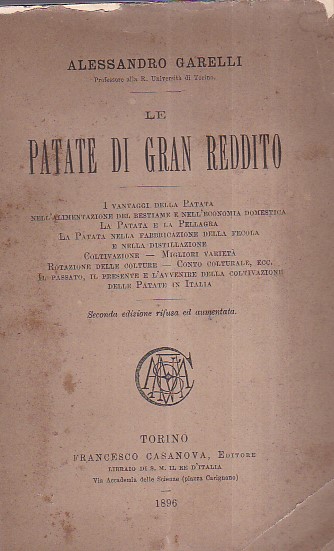 ALESSANDRO GARELLI
Professore alla R. Università di Torino.
LE
PATATE DI GRAN REDDITO
I VANTAGGI DELLA PATATA
NELL'ALIMENTAZIONE DEL BESTIAME E NELL'ECONOMIA DOMESTICA
LA PATATA E LA PELLAGRA
LA PATATA NELLA FABBRICAZIONE DELLA FECOLA
E NELLA DISTILLAZIONE
COLTIVAZIONE — MIGLIORI VARIETÀ
ROTAZIONE DELLE COLTURE — CONTO COLTURALE, ECC.
IL PASSATO, IL PRESENTE E L'AVVENIRE DELLA COLTIVAZIONE
DELLE PATATE IN ITALIA
Seconda edizione rifusa ed aumentata.
TORINO
FRANCESCO CASANOVA, EDITORE
LIBRAIO DI S. M. IL RE D'ITALIA
Via Accademia delle Scienze (piazza Carignano)
1896